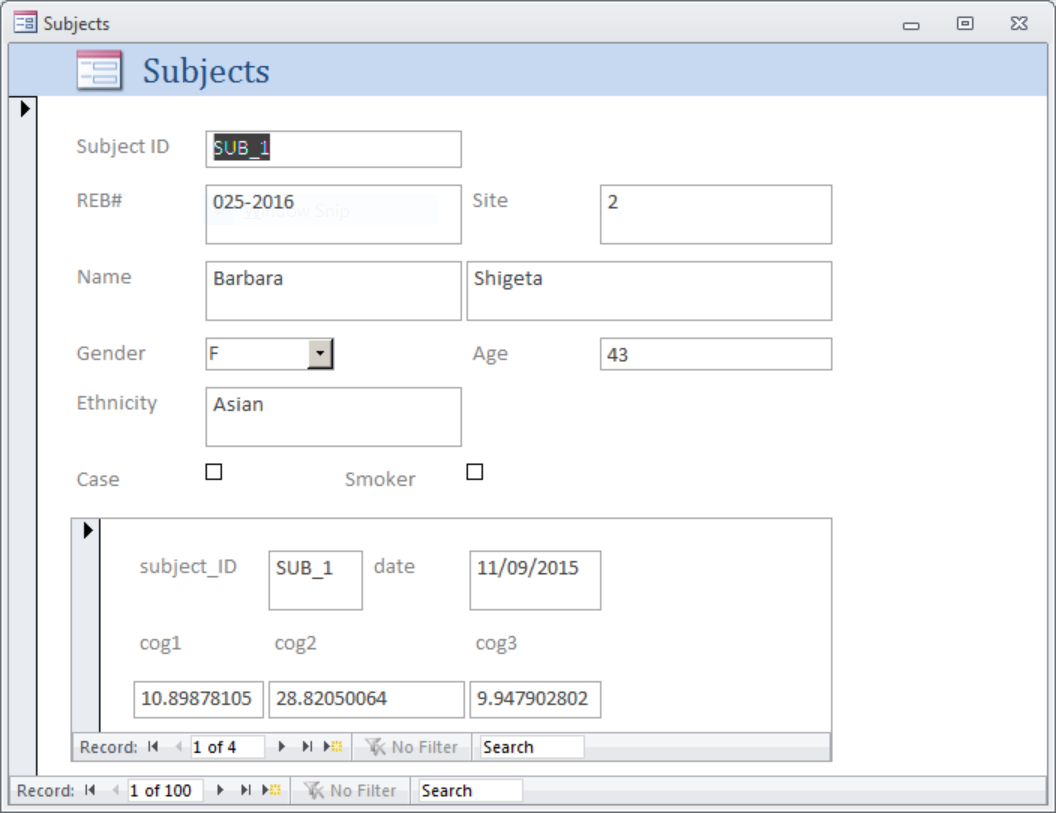 Subjects
Subjects
Subject ID SUB_1
REB# 025-2016 Site 2
Window Snip
Name Barbara Shigeta
Gender F Age 43
Ethnicity Asian
Case Smoker
subject_ID SUB_1 date 11/09/2015
cog1 cog2 cog3
10.89878105 28.82050064 9.947902802
Record: 1 of 4 No Filter Search
Record: 1 of 100 No Filter Search